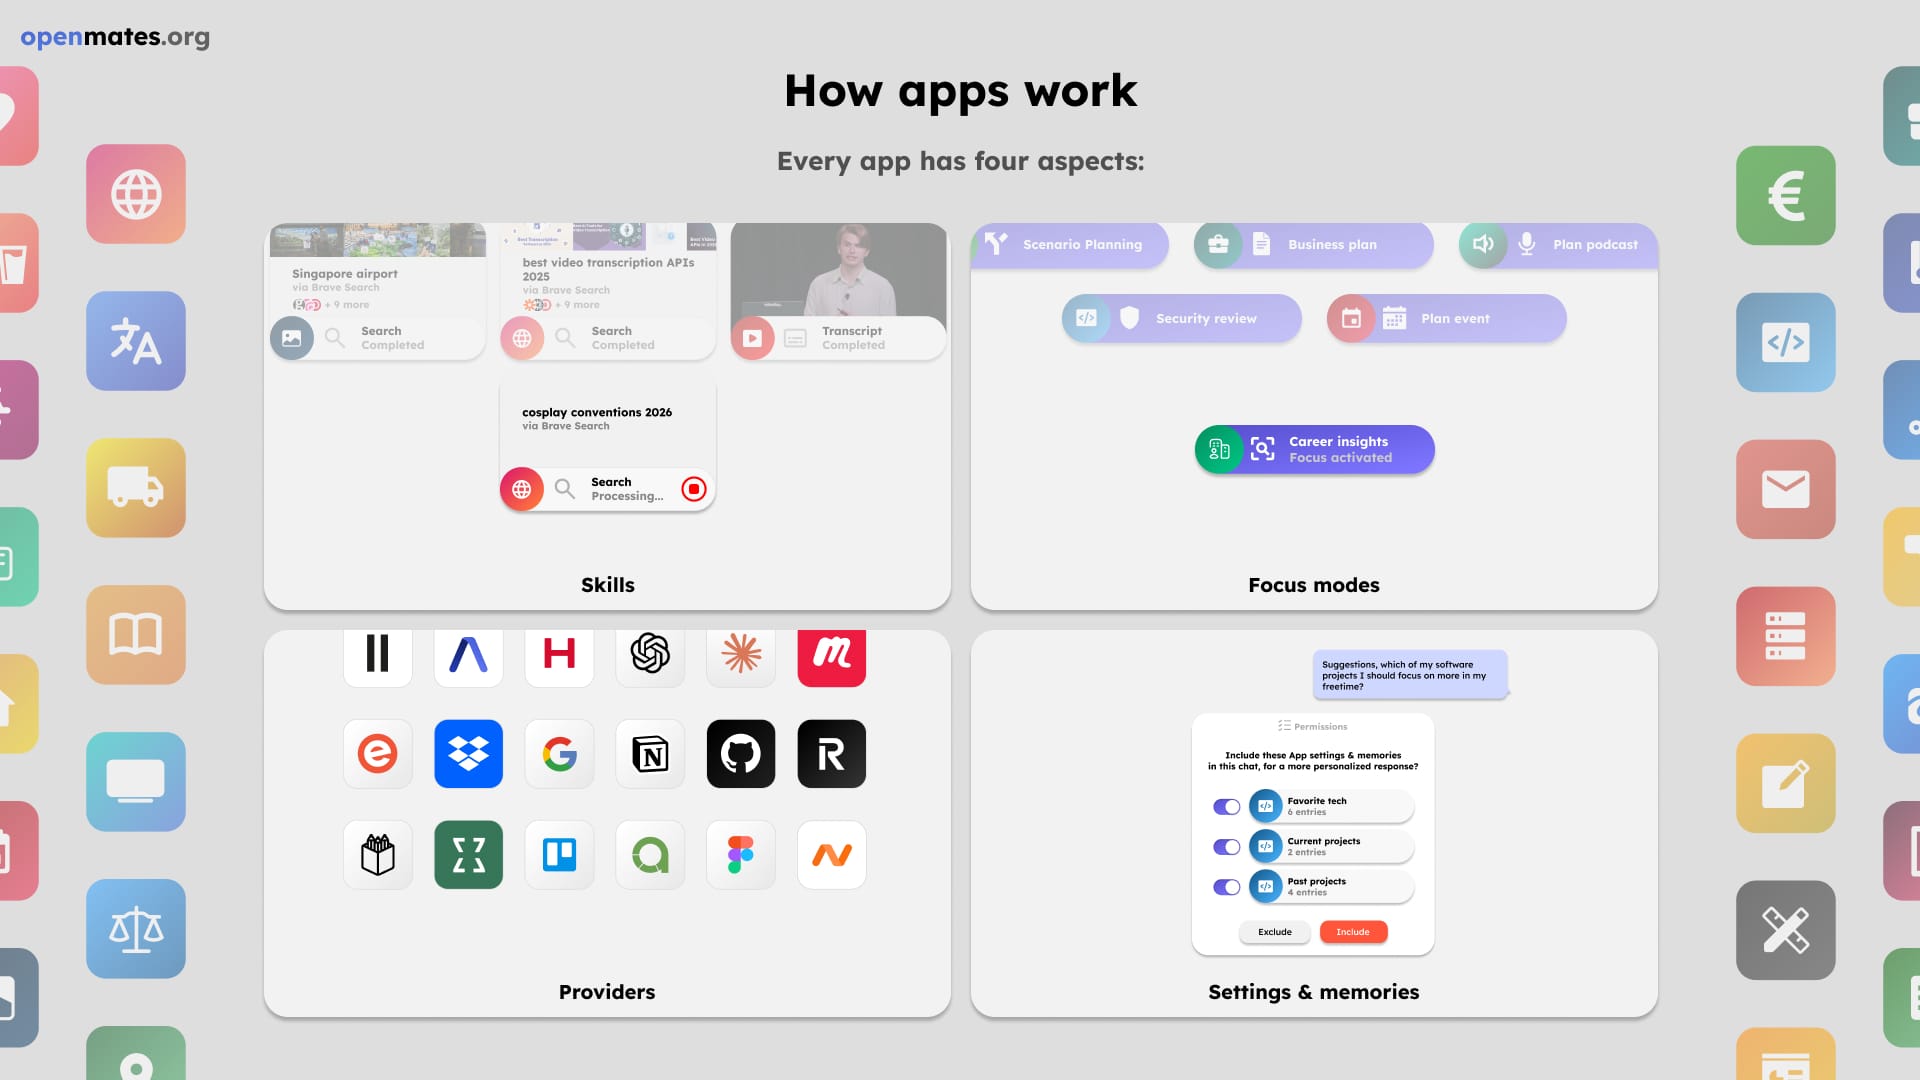 openmates.org
How apps work
Every app has four aspects:
Singapore airport
via Brave Search
+ 9 more
Search
Completed
best video transcription APIs
2025
via Brave Search
+ 9 more
Search
Completed
Transcript
Completed
cosplay conventions 2026
via Brave Search
Search
Processing...
Skills
Scenario Planning
Business plan
Plan podcast
Security review
Plan event
Career insights
Focus activated
Focus modes
Providers
Suggestions, which of my software
projects I should focus on more in my
freetime?
Permissions
Include these App settings & memories
in this chat, for a more personalized response?
Favorite tech
6 entries
Current projects
2 entries
Past projects
4 entries
Exclude
Include
Settings & memories